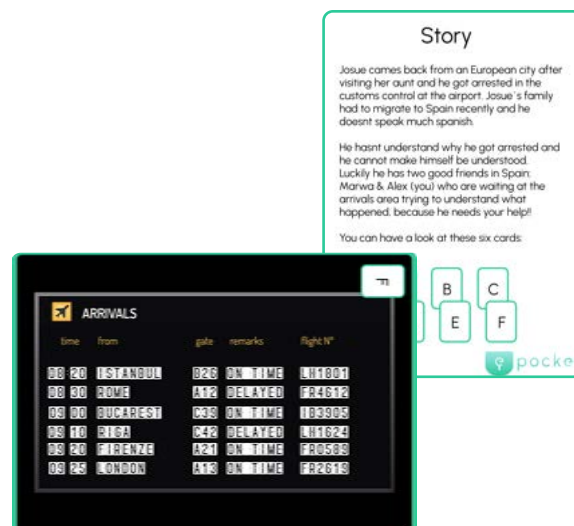 Story
Josue cames back from an European city after
visiting her aunt and he got arrested in the
customs control at the airport. Josue´s family
had to migrate to Spain recently and he
doesnt speak much spanish.
He hasnt understand why he got arrested and
he cannot make himself be understood.
Luckily he has two good friends in Spain:
Marwa & Alex (you) who are waiting at the
arrivals area trying to understand what
happened, because he needs your help!!
You can have a look at these six cards:
B C
E F
pocke
F
ARRIVALS
time from gate remarks flight Nº
08 20 ISTANBUL B26 ON TIME LH1801
08 30 ROME A12 DELAYED FR4612
09 00 BUCAREST C39 ON TIME IB3905
09 10 RIGA C42 DELAYED LH1624
09 20 FIRENZE A21 ON TIME FR0589
09 25 LONDON A13 ON TIME FR2619